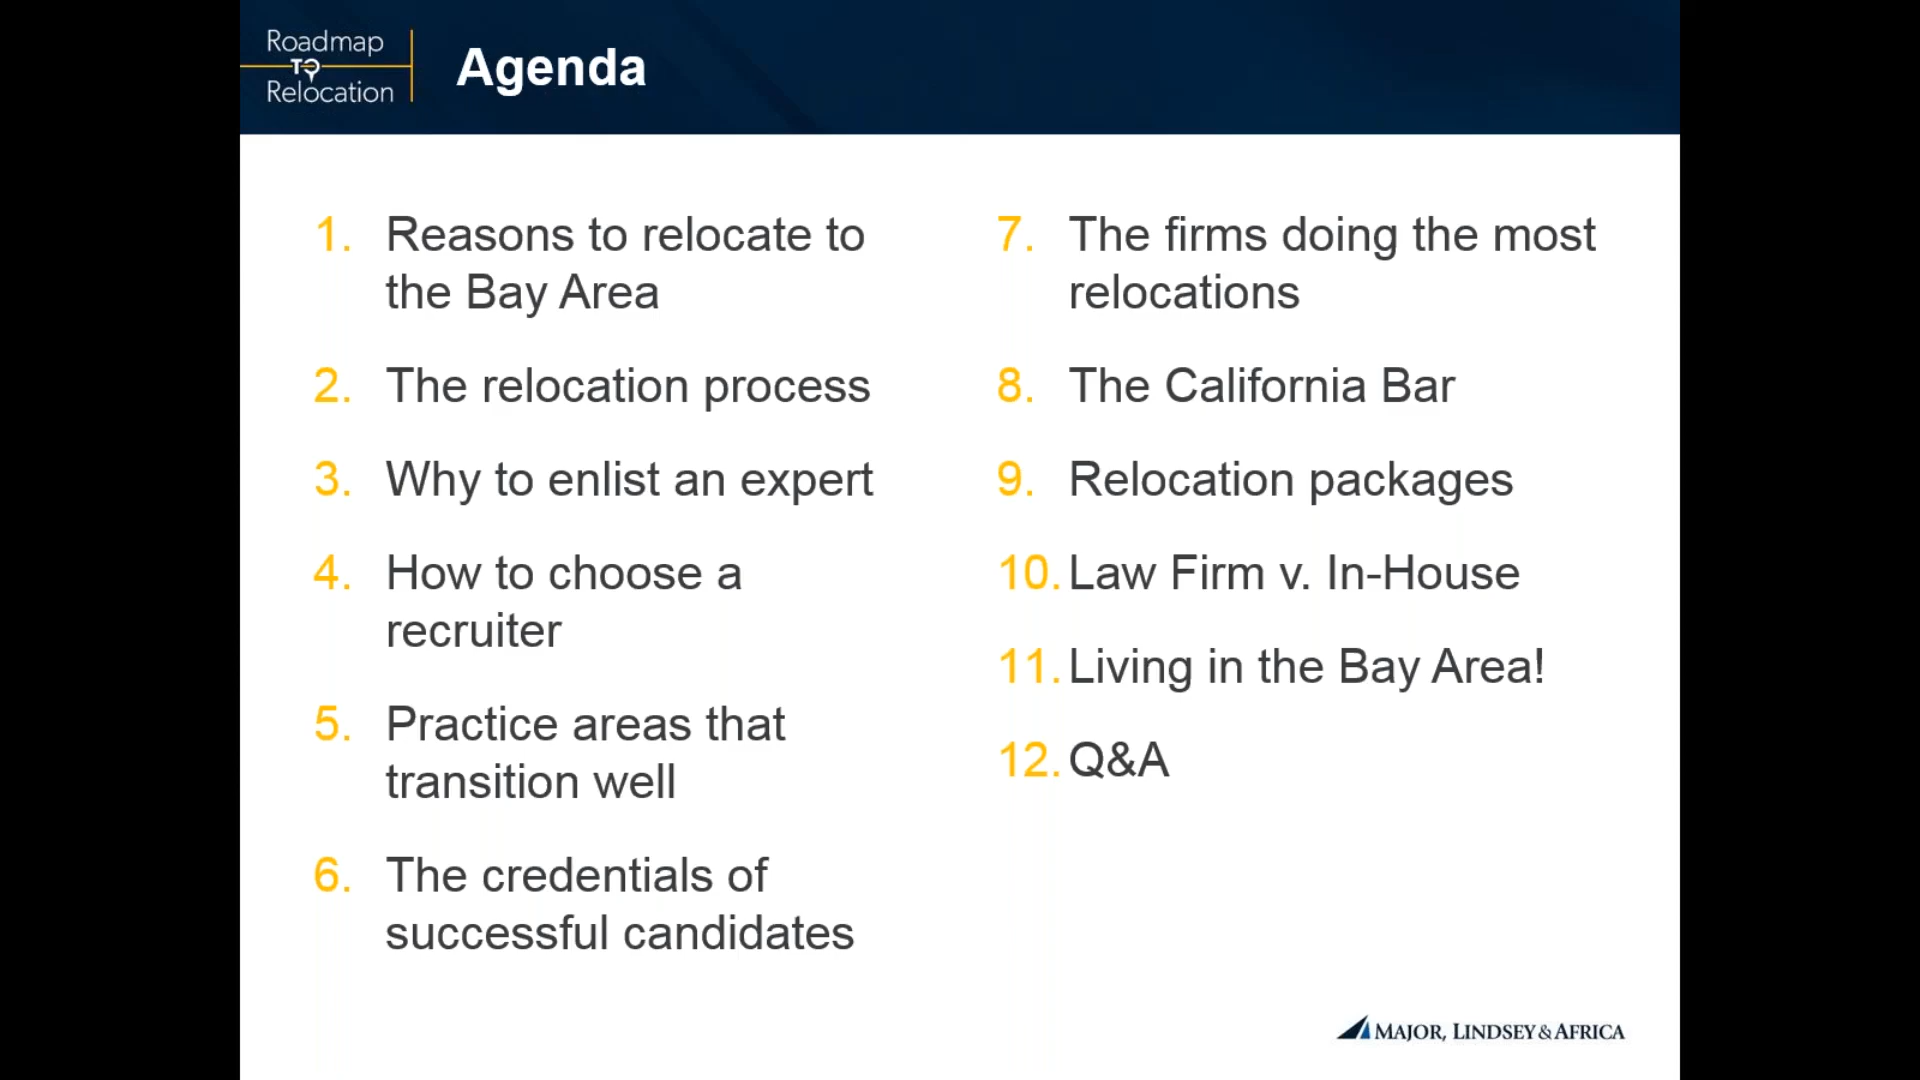 Roadmap
TO
Relocation
Agenda
1. Reasons to relocate to
the Bay Area
2. The relocation process
3. Why to enlist an expert
4. How to choose a
recruiter
5. Practice areas that
transition well
6. The credentials of
successful candidates
7. The firms doing the most
relocations
8. The California Bar
9. Relocation packages
10. Law Firm v. In-House
11. Living in the Bay Area!
12. Q&A
MAJOR, LINDSEY & AFRICA